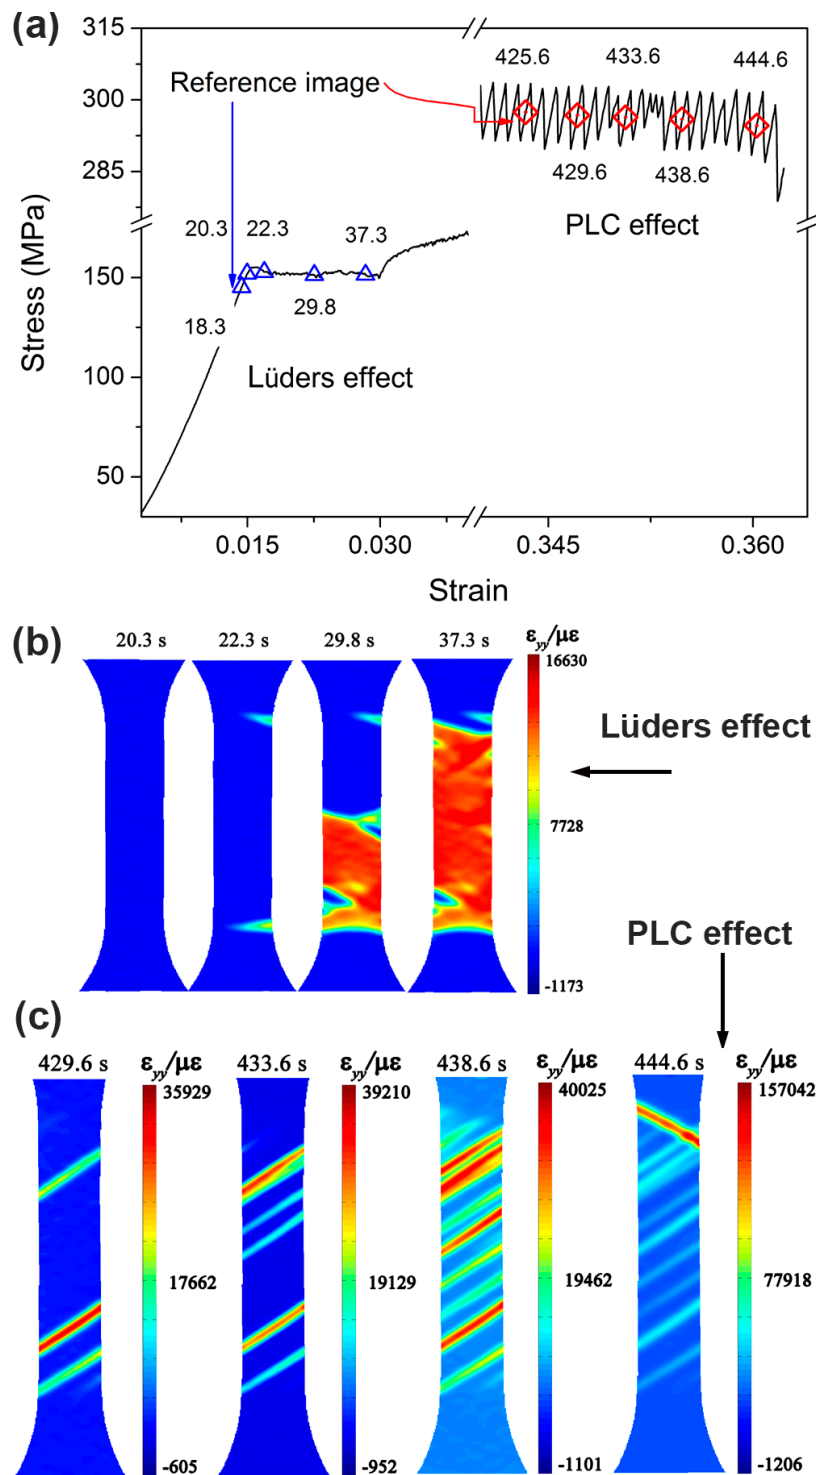 (a)
315
425.6
433.6
444.6
Reference image
300
429.6
438.6
285
PLC effect
20.3
22.3
37.3
Stress (MPa)
150
29.8
18.3
Lüders effect
100
50
0.015
0.030
0.345
0.360
Strain
(b)
20.3 s
22.3 s
29.8 s
37.3 s
εyy/με
16630
Lüders effect
7728
-1173
PLC effect
(c)
429.6 s
εyy/με
433.6 s
εyy/με
438.6 s
εyy/με
444.6 s
εyy/με
35929
39210
40025
157042
17662
19129
19462
77918
-605
-952
-1101
-1206